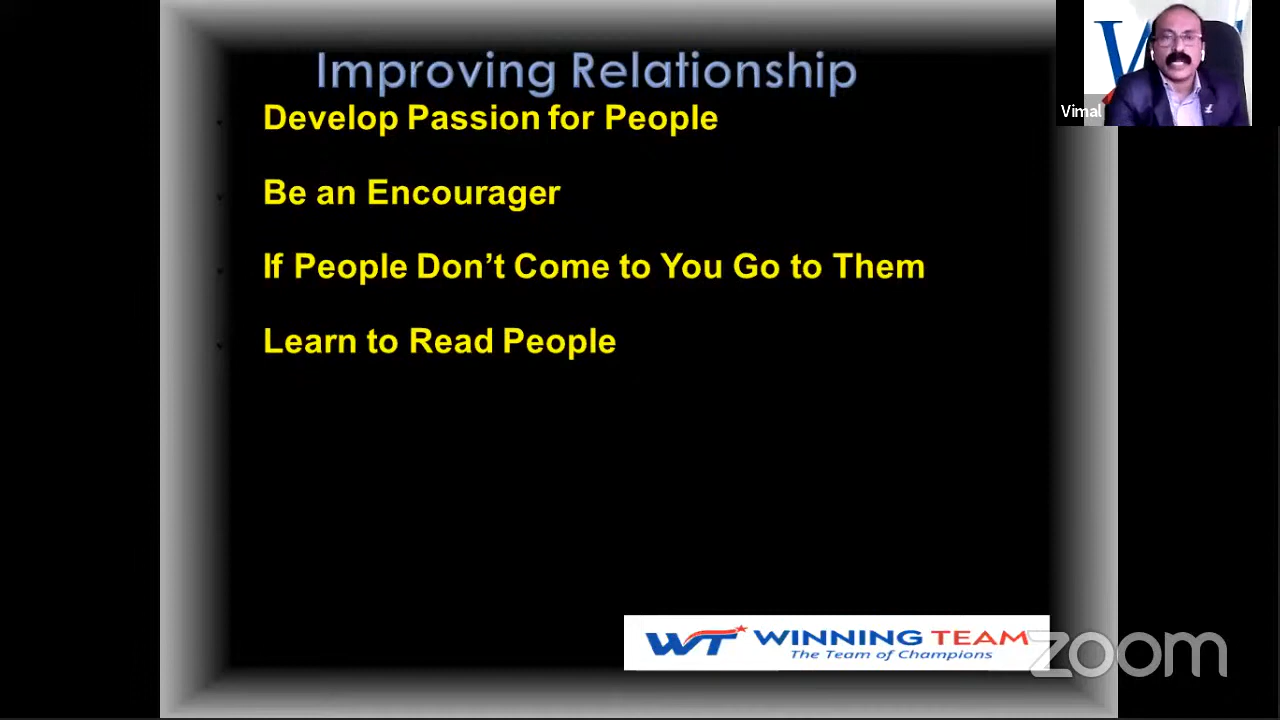 Improving Relationship
Develop Passion for People
Be an Encourager
If People Don’t Come to You Go to Them
Learn to Read People
Vimal
WT WINNING TEAM
The Team of Champions
zoom